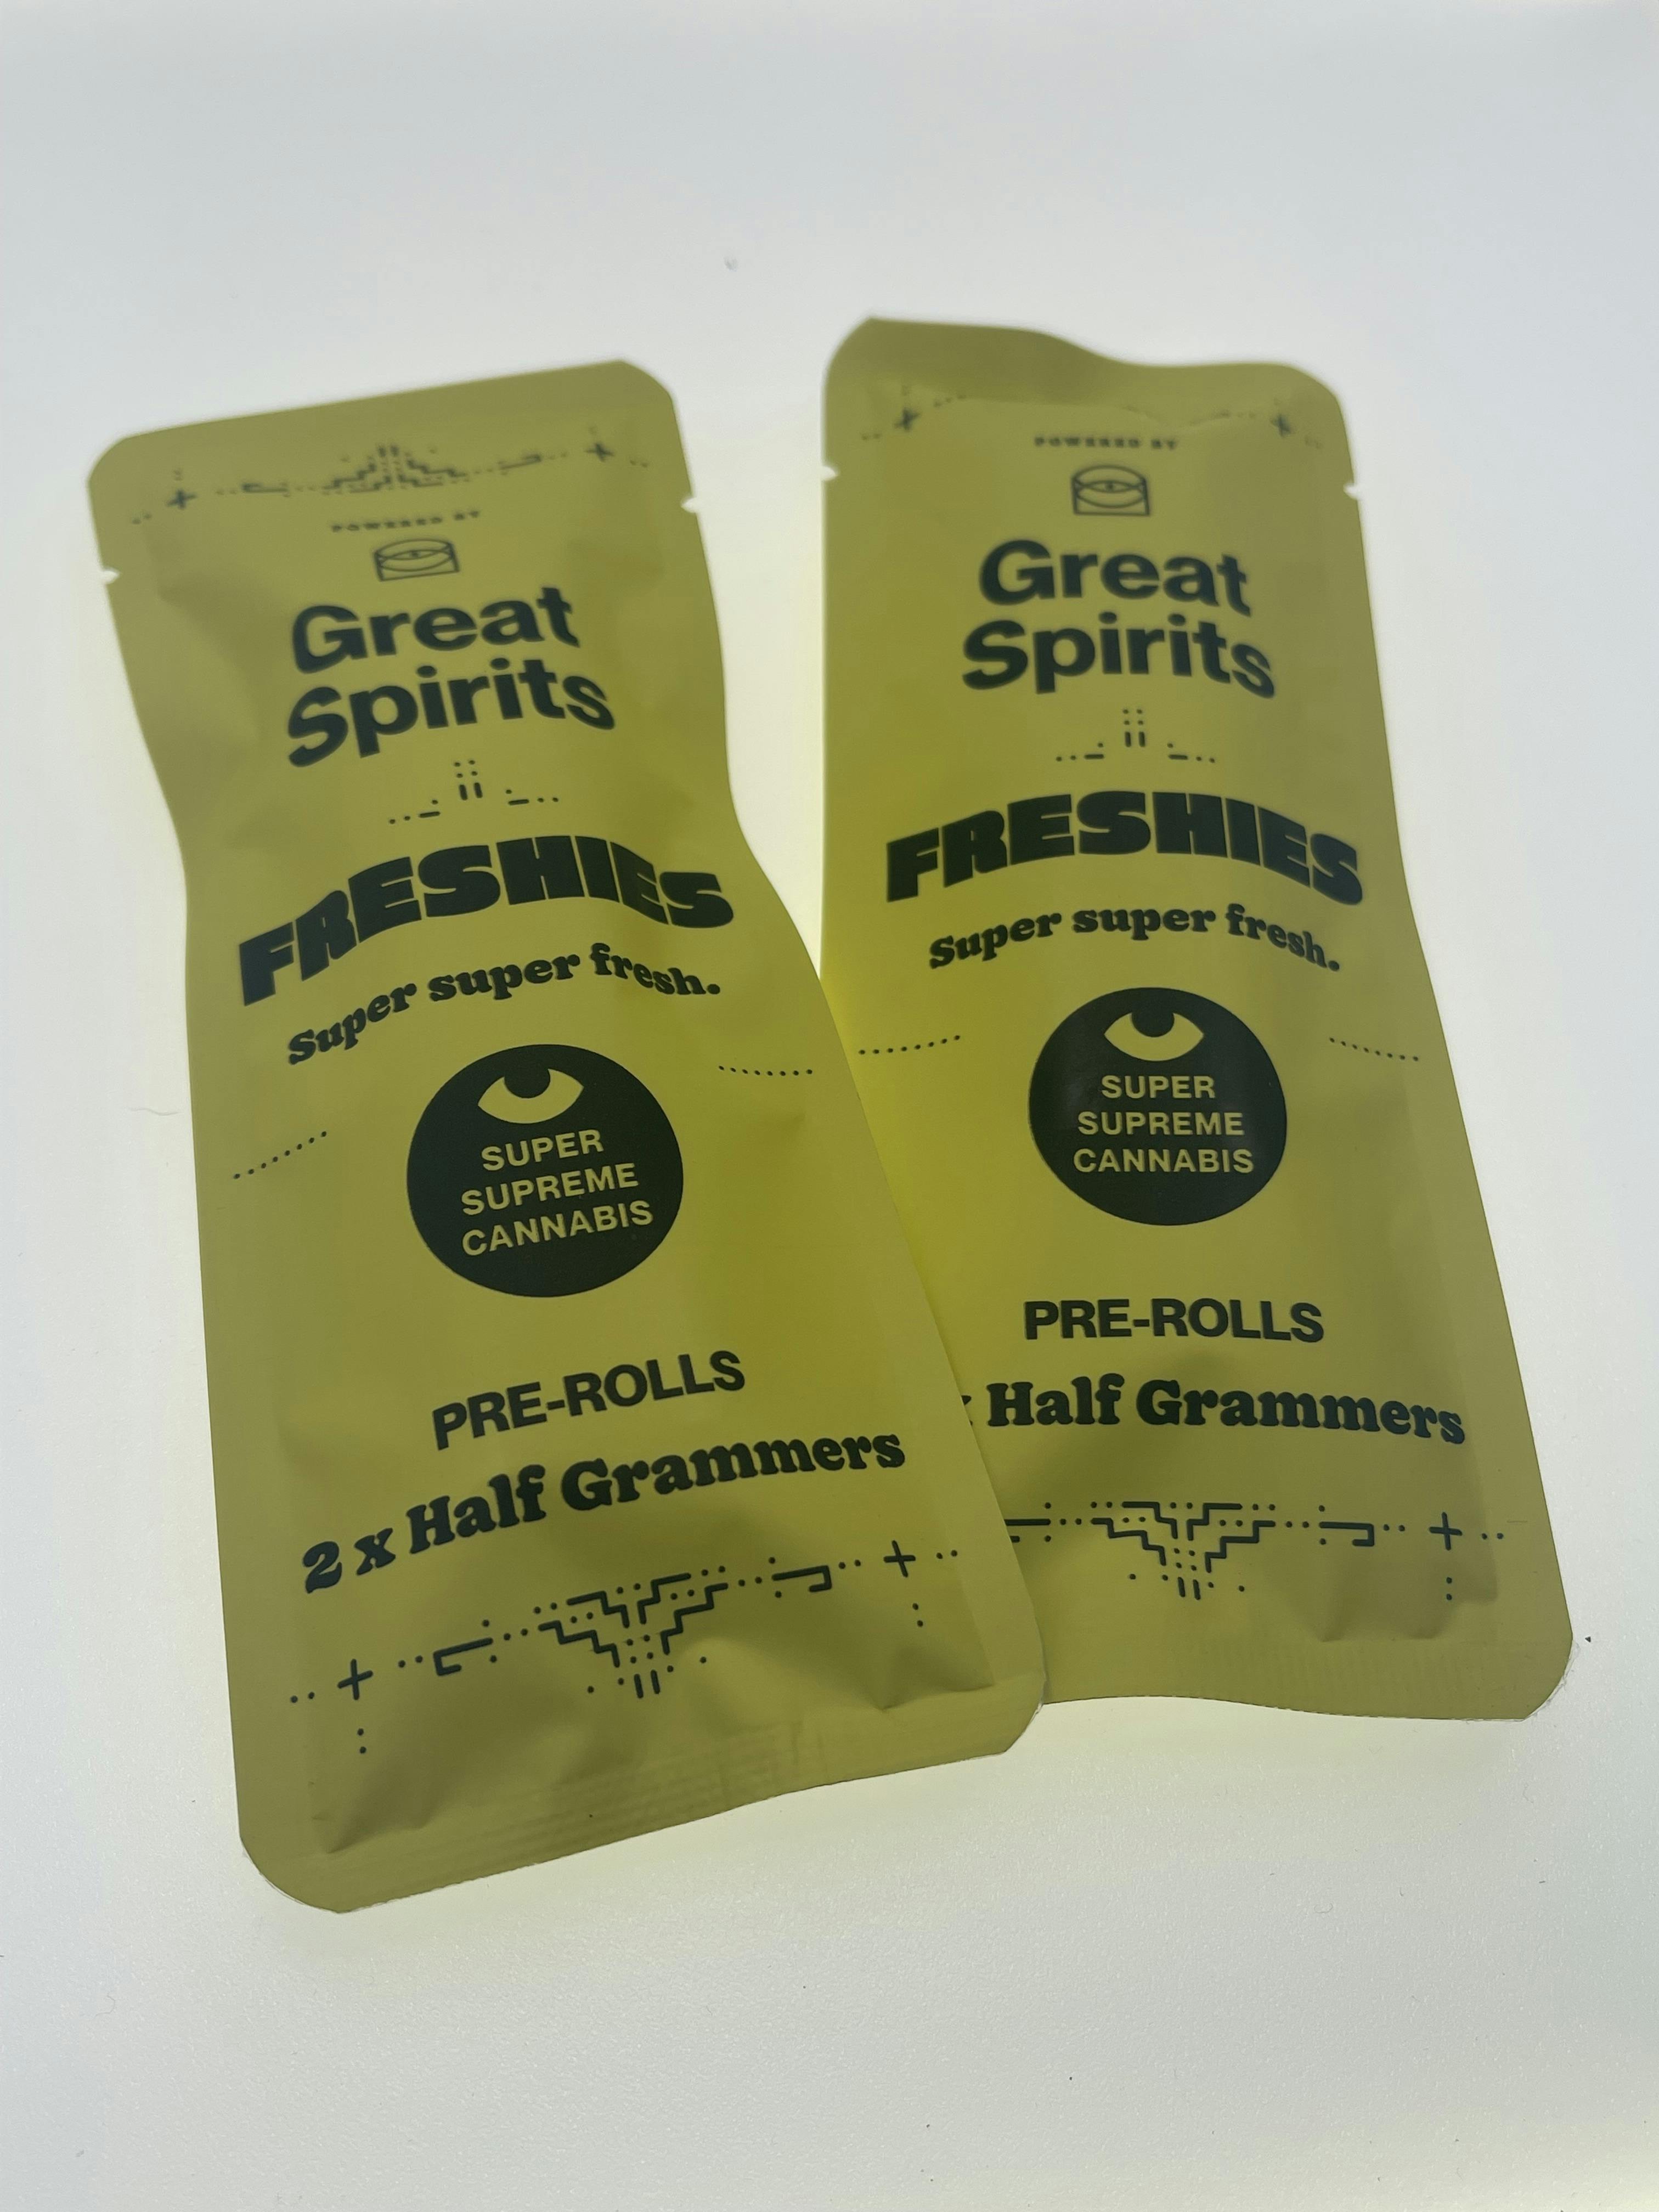 POWERED BY
Great
Spirits
FRESHIES
Super super fresh.
SUPER
SUPREME
CANNABIS
PRE-ROLLS
2 x Half Grammers
POWERED BY
Great
Spirits
FRESHIES
Super super fresh.
SUPER
SUPREME
CANNABIS
PRE-ROLLS
Half Grammers